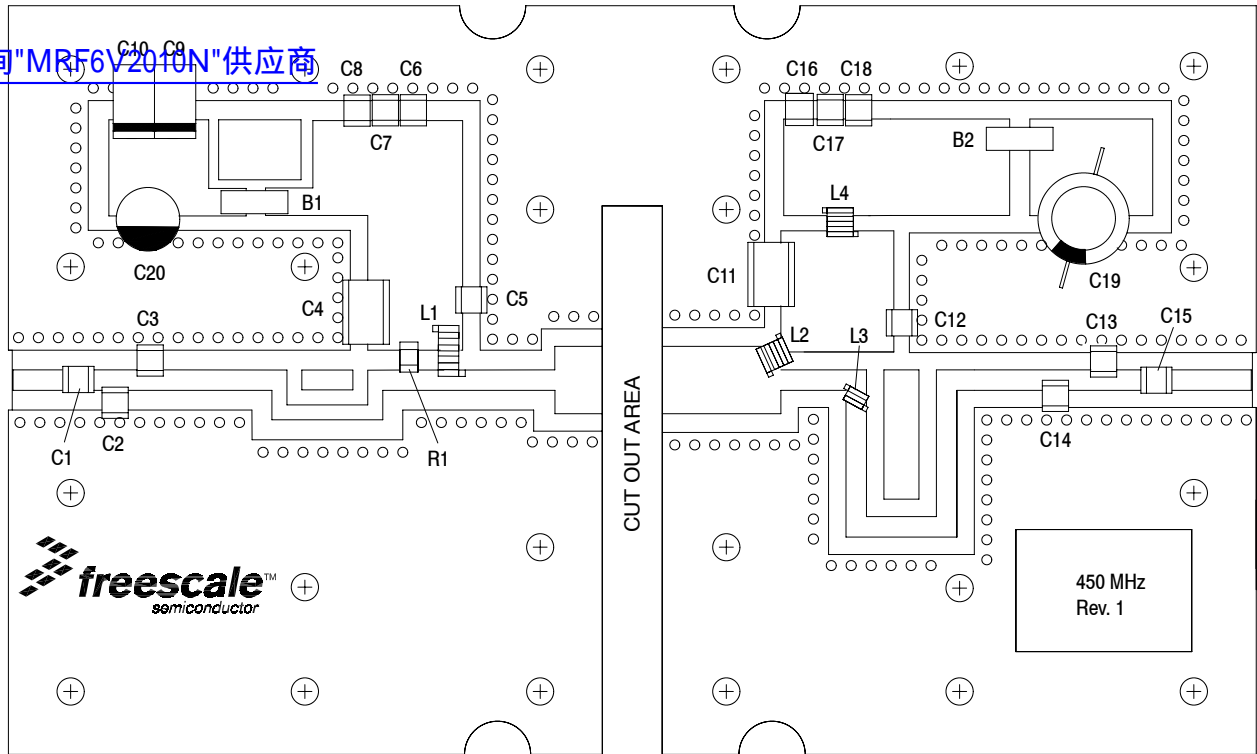 C10 C9
询"MRF6V2010N"供应商
C8 C6
C7
B1
C20
C3
C4
L1
C5
C1
C2
R1
CUT OUT AREA
C16 C18
C17
B2
L4
C11
C19
L2
L3
C12
C13
C15
C14
freescale™
semiconductor
450 MHz
Rev. 1